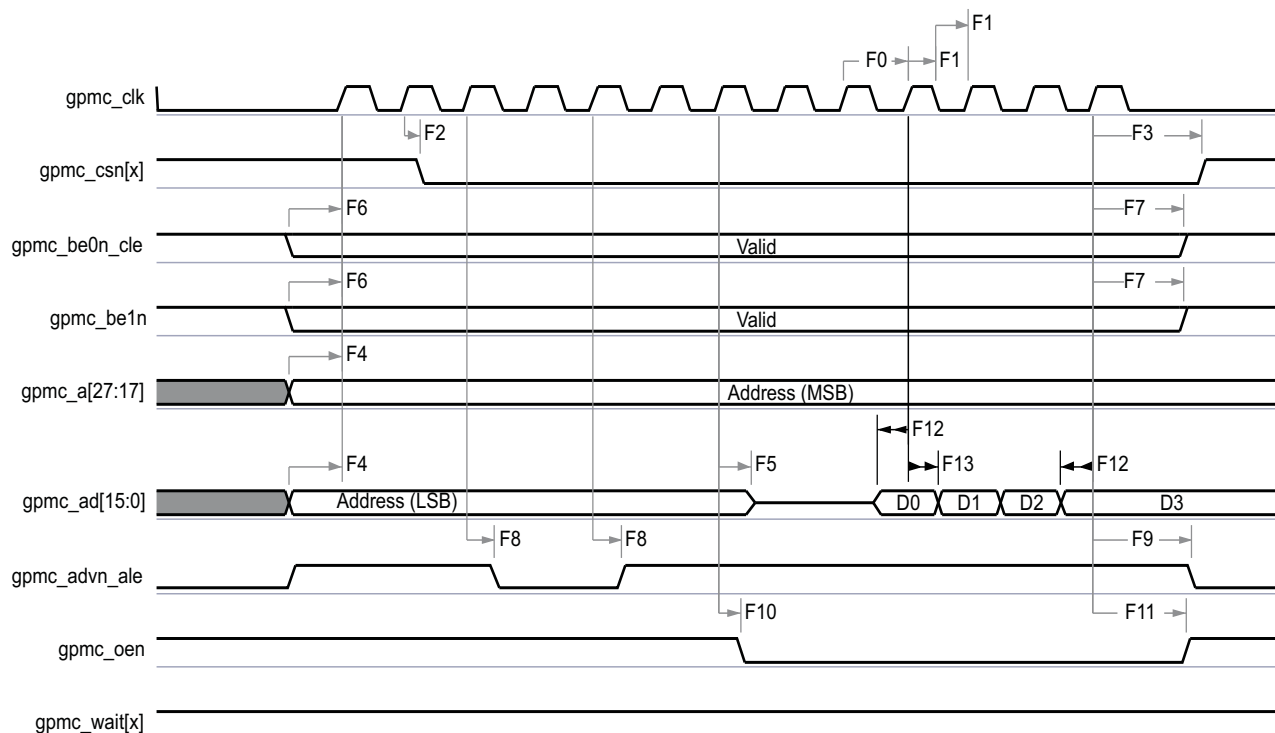 F1
F0 F1
gpmc_clk
F2 F3
gpmc_csn[x]
F6 F7
gpmc_be0n_cle
Valid
F6 F7
gpmc_be1n
Valid
F4
gpmc_a[27:17]
Address (MSB)
F12
F4 F5 F13 F12
gpmc_ad[15:0]
Address (LSB) D0 D1 D2 D3
F8 F8 F9
gpmc_advn_ale
F10 F11
gpmc_oen
gpmc_wait[x]